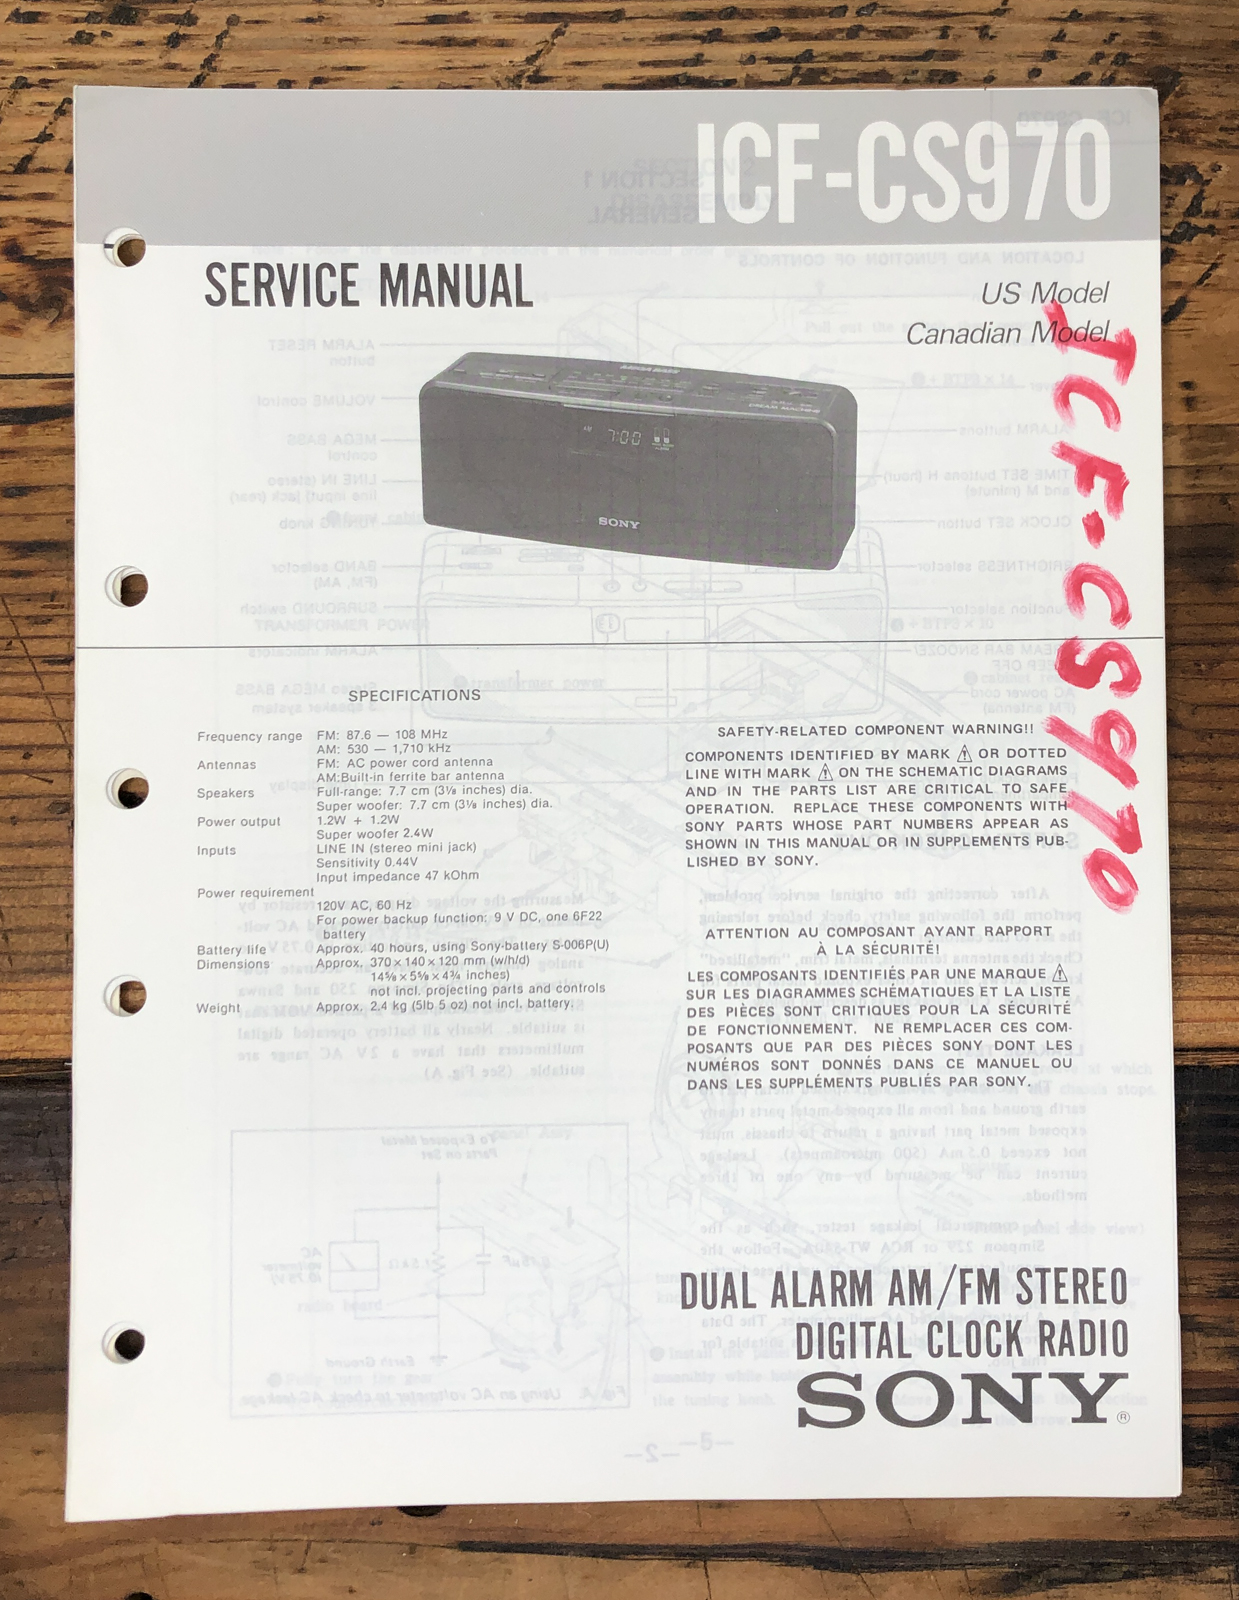 ICF-CS970
SERVICE MANUAL
US Model
Canadian Model
ICF-CS970
7:00
SONY
SPECIFICATIONS
Frequency range FM: 87.6 — 108 MHz
AM: 530 — 1,710 kHz
Antennas FM: AC power cord antenna
AM:Built-in ferrite bar antenna
Speakers Full-range: 7.7 cm (3⅛ inches) dia.
Super woofer: 7.7 cm (3⅛ inches) dia.
Power output 1.2W + 1.2W
Super woofer 2.4W
Inputs LINE IN (stereo mini jack)
Sensitivity 0.44V
Input impedance 47 kOhm
Power requirement
120V AC, 60 Hz
For power backup function: 9 V DC, one 6F22
battery
Battery life Approx. 40 hours, using Sony-battery S-006P(U)
Dimensions Approx. 370 × 140 × 120 mm (w/h/d)
14⅝ × 5⅝ × 4¾ inches)
not incl. projecting parts and controls
Weight Approx. 2.4 kg (5lb 5 oz) not incl. battery.
SAFETY-RELATED COMPONENT WARNING!!
COMPONENTS IDENTIFIED BY MARK ⚠ OR DOTTED
LINE WITH MARK ⚠ ON THE SCHEMATIC DIAGRAMS
AND IN THE PARTS LIST ARE CRITICAL TO SAFE
OPERATION. REPLACE THESE COMPONENTS WITH
SONY PARTS WHOSE PART NUMBERS APPEAR AS
SHOWN IN THIS MANUAL OR IN SUPPLEMENTS PUB-
LISHED BY SONY.
ATTENTION AU COMPOSANT AYANT RAPPORT
À LA SÉCURITÉ!
LES COMPOSANTS IDENTIFIÉS PAR UNE MARQUE ⚠
SUR LES DIAGRAMMES SCHÉMATIQUES ET LA LISTE
DES PIÈCES SONT CRITIQUES POUR LA SÉCURITÉ
DE FONCTIONNEMENT. NE REMPLACER CES COM-
POSANTS QUE PAR DES PIÈCES SONY DONT LES
NUMÉROS SONT DONNÉS DANS CE MANUEL OU
DANS LES SUPPLÉMENTS PUBLIÉS PAR SONY.
DUAL ALARM AM/FM STEREO
DIGITAL CLOCK RADIO
SONY®